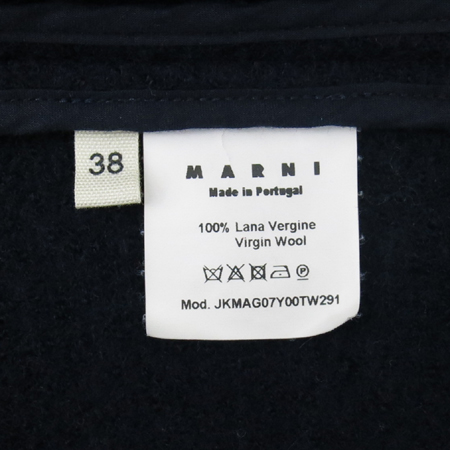 38
MARNI
Made in Portugal
100% Lana Vergine
Virgin Wool
P
Mod. JKMAG07Y00TW291